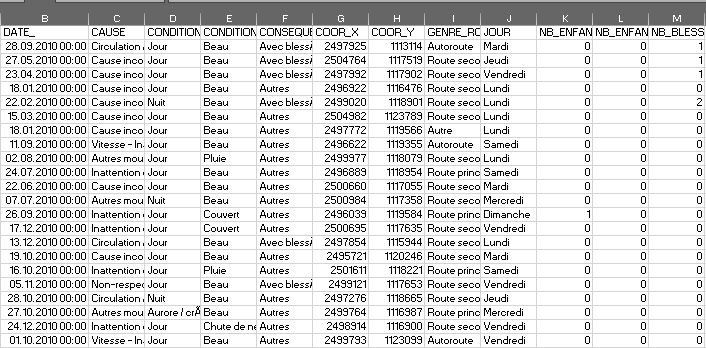 B C D E F G H I J K L M
DATE_ CAUSE CONDITION CONDITION CONSEQUE COOR_X COOR_Y GENRE_RO JOUR NB_ENFAN NB_ENFAN NB_BLESS
28.09.2010 00:00 Circulation Jour Beau Avec blessé 2497925 1113114 Autoroute Mardi 0 0 1
27.05.2010 00:00 Cause inco Jour Beau Avec blessé 2504764 1117519 Route seco Jeudi 0 0 1
23.04.2010 00:00 Cause inco Jour Beau Avec blessé 2497992 1117902 Route seco Vendredi 0 0 1
18.01.2010 00:00 Cause inco Jour Beau Autres 2496922 1116476 Route seco Lundi 0 0 0
22.02.2010 00:00 Cause inco Nuit Beau Avec blessé 2499020 1118901 Route seco Lundi 0 0 2
15.03.2010 00:00 Cause inco Jour Beau Autres 2504982 1123789 Route seco Lundi 0 0 0
18.01.2010 00:00 Cause inco Jour Beau Autres 2497772 1119566 Autre Lundi 0 0 0
11.09.2010 00:00 Vitesse - In Jour Beau Autres 2496622 1119355 Autoroute Samedi 0 0 0
02.08.2010 00:00 Autres mou Jour Pluie Autres 2499977 1118079 Route seco Lundi 0 0 0
24.07.2010 00:00 Inattention d Jour Beau Autres 2496889 1118954 Route princ Samedi 0 0 0
22.06.2010 00:00 Cause inco Jour Beau Autres 2500660 1117055 Route seco Mardi 0 0 0
07.07.2010 00:00 Autres mou Nuit Beau Autres 2500984 1117358 Route seco Mercredi 0 0 0
26.09.2010 00:00 Inattention d Jour Couvert Autres 2496039 1119584 Route princ Dimanche 1 0 0
17.12.2010 00:00 Inattention d Jour Couvert Autres 2500695 1117635 Route seco Vendredi 0 0 0
13.12.2010 00:00 Circulation Jour Beau Avec blessé 2497854 1115944 Route seco Lundi 0 0 0
19.10.2010 00:00 Cause inco Jour Beau Autres 2495721 1120246 Route seco Mardi 0 0 0
16.10.2010 00:00 Inattention d Jour Pluie Autres 2501611 1118221 Route princ Samedi 0 0 0
05.11.2010 00:00 Non-respec Jour Beau Avec blessé 2499121 1117653 Route seco Vendredi 0 0 0
28.10.2010 00:00 Circulation Nuit Beau Autres 2497276 1118665 Route seco Jeudi 0 0 0
27.10.2010 00:00 Autres mou Aurore / crÃ Beau Autres 2499764 1116987 Route princ Mercredi 0 0 0
24.12.2010 00:00 Inattention d Jour Chute de ne Autres 2498914 1116900 Route seco Vendredi 0 0 0
01.10.2010 00:00 Vitesse - In Jour Beau Autres 2499793 1123099 Autoroute Vendredi 0 0 0